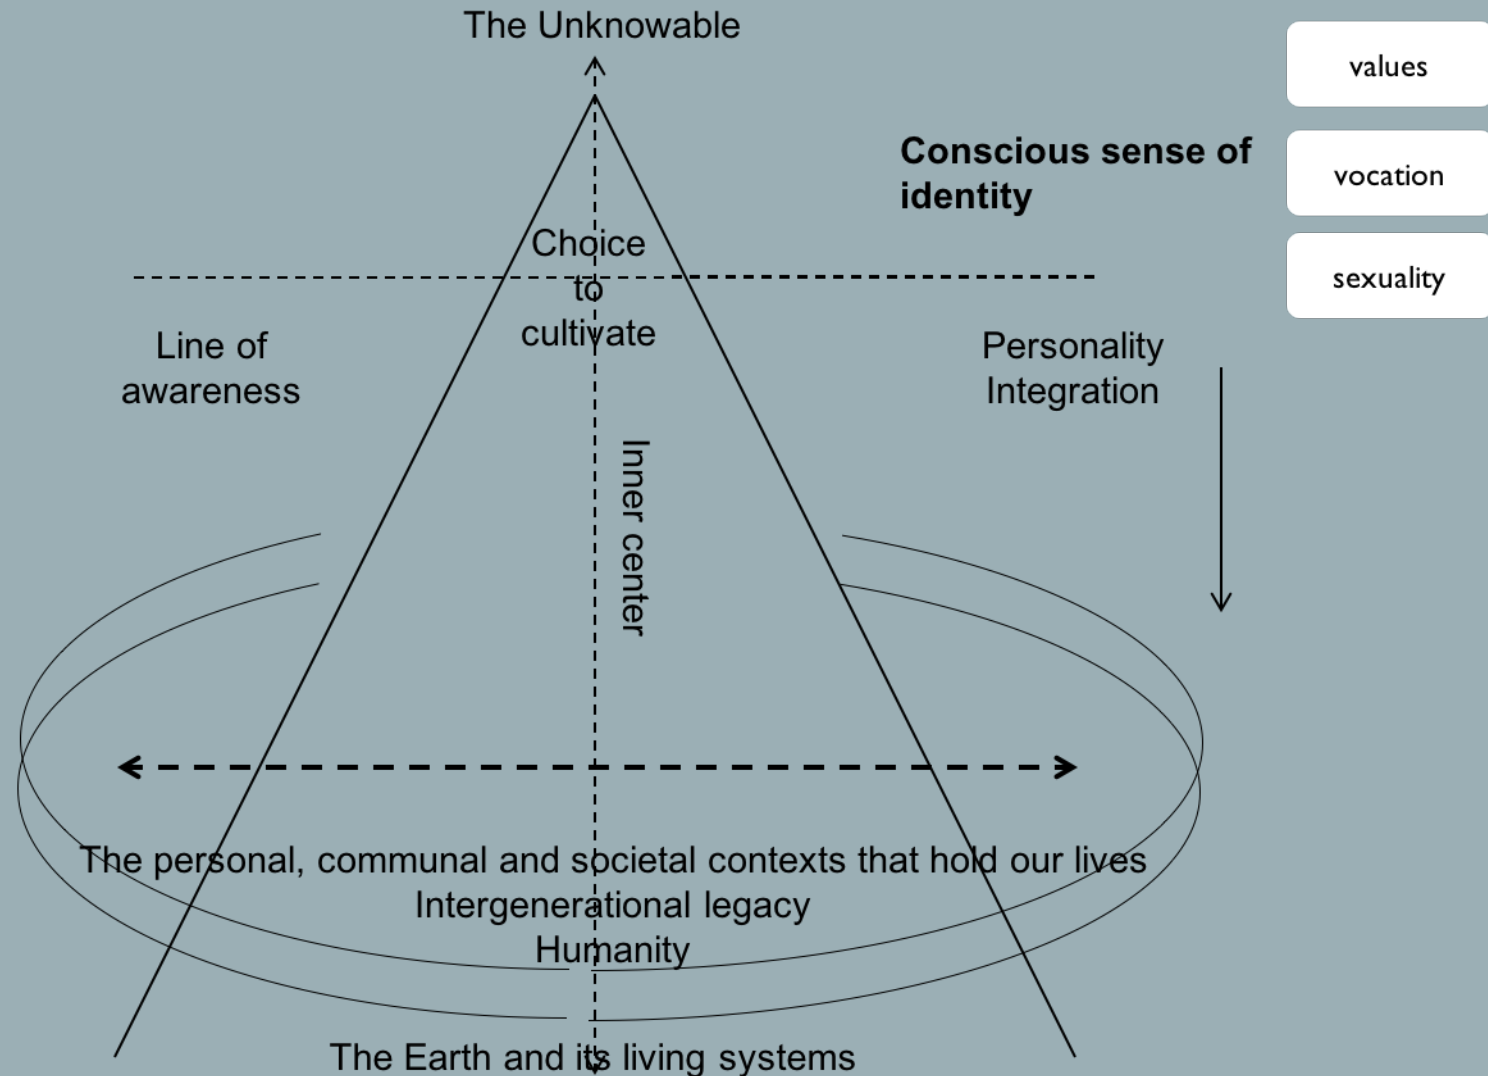 The Unknowable
values
Conscious sense of
identity
vocation
Choice
to
cultivate
sexuality
Line of
awareness
Personality
Integration
Inner center
The personal, communal and societal contexts that hold our lives
Intergenerational legacy
Humanity
The Earth and its living systems